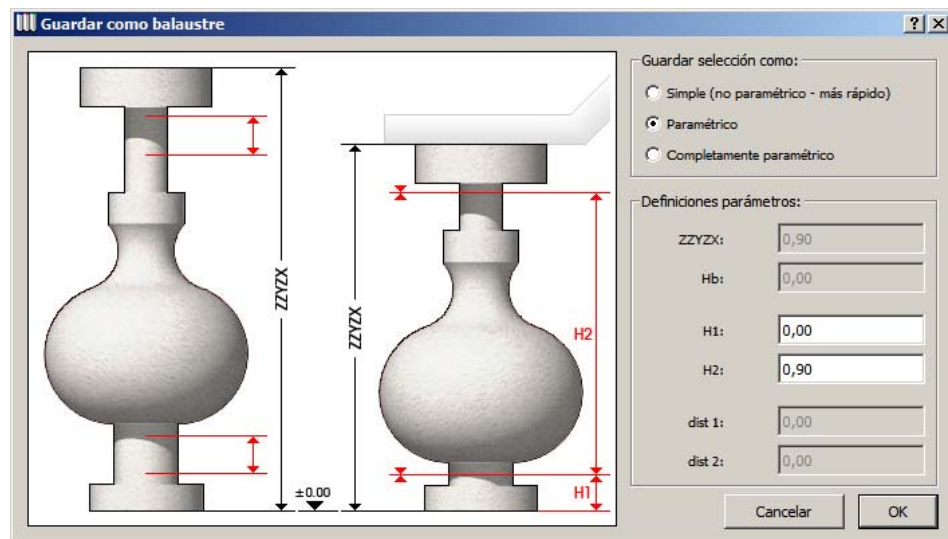 Guardar como balaustre
ZZYZX
±0.00
ZZYZX
H2
H1
Guardar selección como:
Simple (no paramétrico - más rápido)
Paramétrico
Completamente paramétrico
Definiciones parámetros:
ZZYZX: 0,90
Hb: 0,00
H1: 0,00
H2: 0,90
dist 1: 0,00
dist 2: 0,00
Cancelar OK